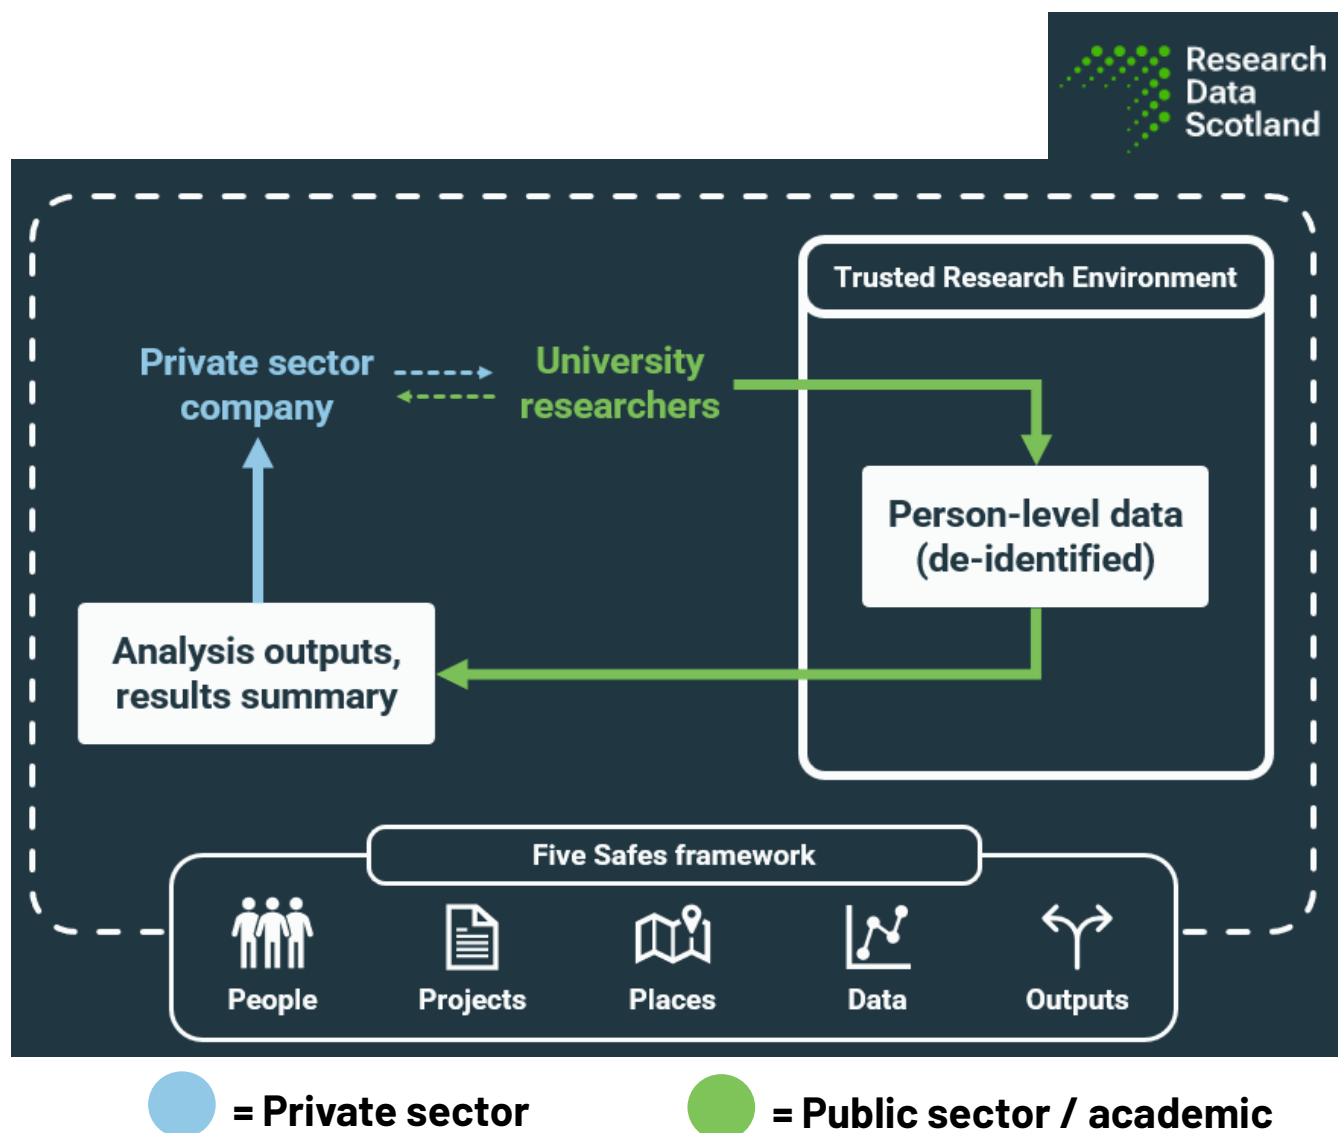 Research
Data
Scotland
Trusted Research Environment
Private sector
company
University
researchers
Person-level data
(de-identified)
Analysis outputs,
results summary
Five Safes framework
People
Projects
Places
Data
Outputs
= Private sector
= Public sector / academic